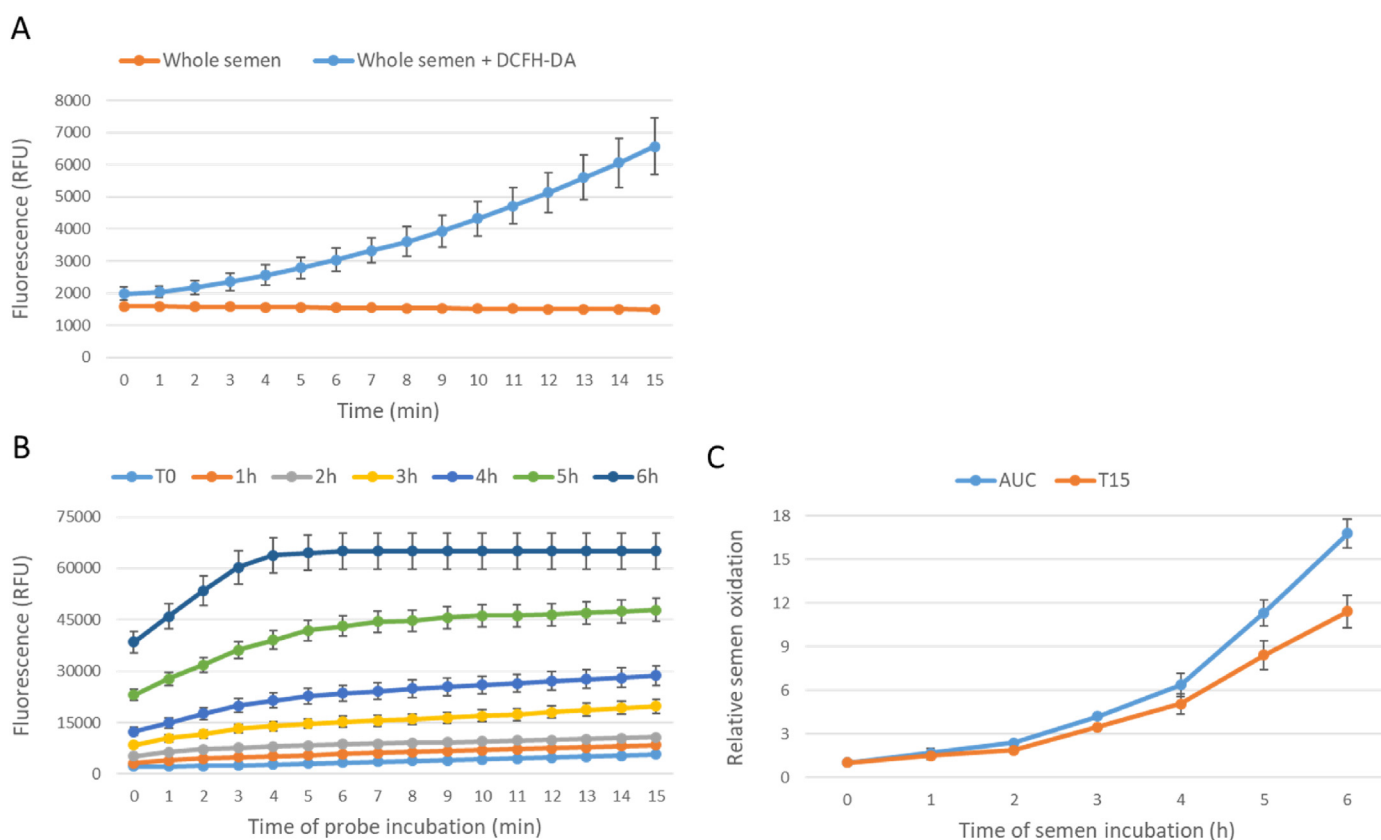 A
Whole semen
Whole semen + DCFH-DA
8000
7000
6000
5000
4000
3000
2000
1000
0
Fluorescence (RFU)
0 1 2 3 4 5 6 7 8 9 10 11 12 13 14 15
Time (min)
B
T0 1h 2h 3h 4h 5h 6h
75000
60000
45000
30000
15000
0
Fluorescence (RFU)
0 1 2 3 4 5 6 7 8 9 10 11 12 13 14 15
Time of probe incubation (min)
C
AUC T15
18
15
12
9
6
3
0
Relative semen oxidation
0 1 2 3 4 5 6
Time of semen incubation (h)